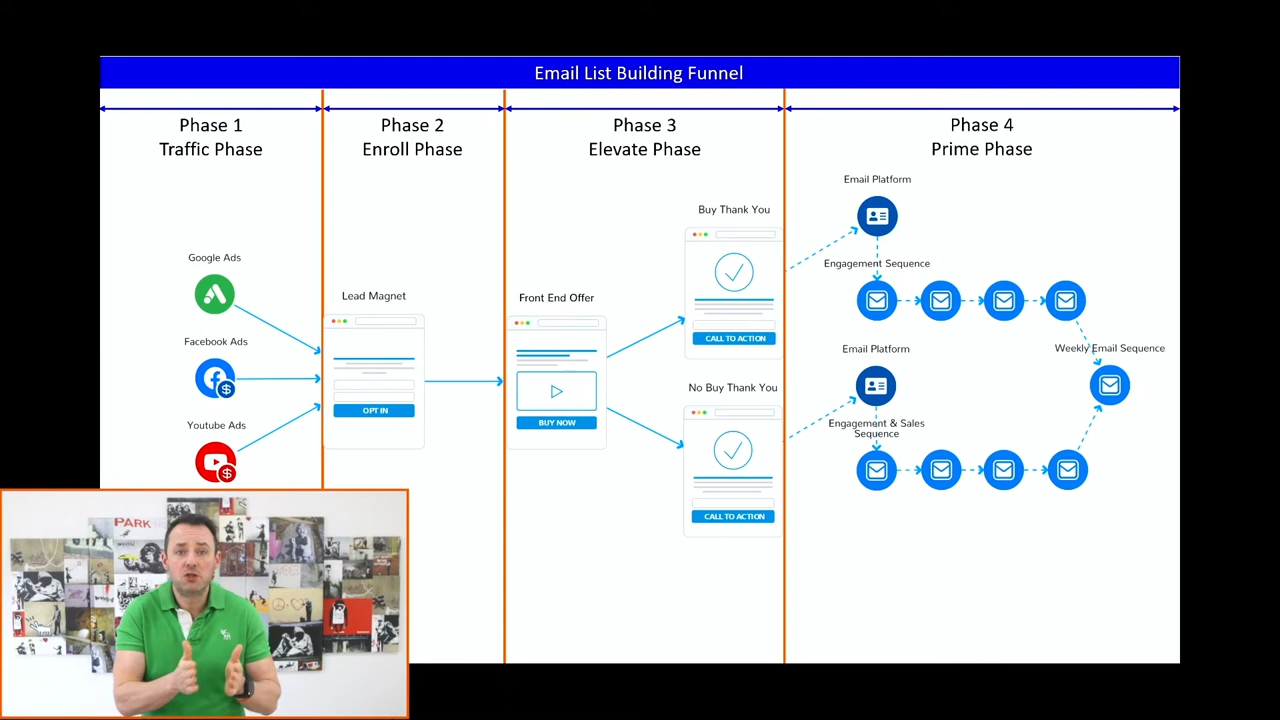 Email List Building Funnel
Phase 1
Traffic Phase
Phase 2
Enroll Phase
Phase 3
Elevate Phase
Phase 4
Prime Phase
Google Ads
Facebook Ads
Youtube Ads
Lead Magnet
OPT IN
Front End Offer
BUY NOW
Buy Thank You
CALL TO ACTION
No Buy Thank You
CALL TO ACTION
Email Platform
Engagement Sequence
Email Platform
Engagement & Sales
Sequence
Weekly Email Sequence
PARK